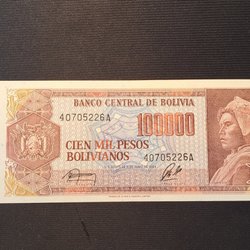 BANCO CENTRAL DE BOLIVIA
40705226A
100000
CIEN MIL PESOS
BOLIVIANOS
40705226A